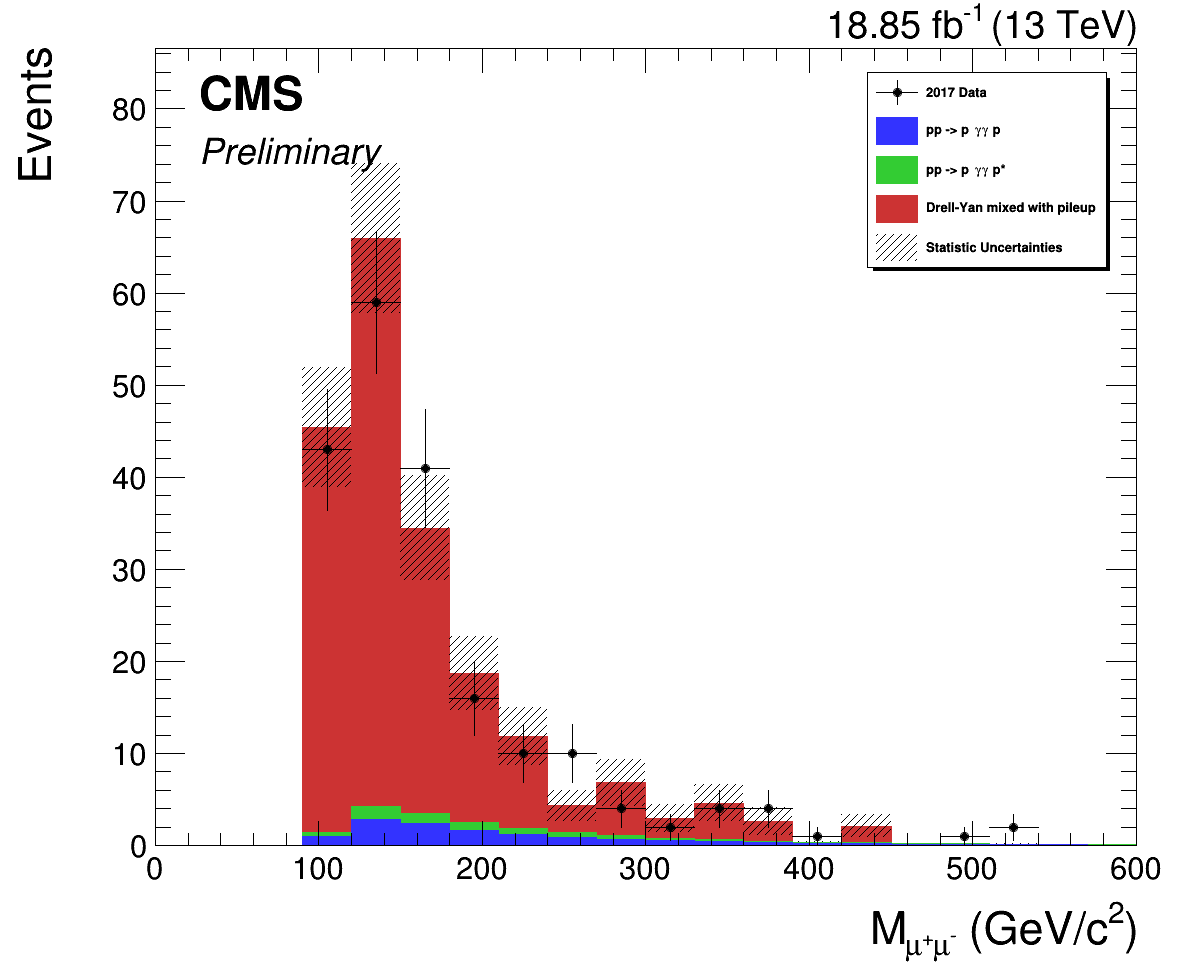 18.85 fb⁻¹ (13 TeV)
Events
CMS
Preliminary
2017 Data
pp -> p γγ p
pp -> p γγ p*
Drell-Yan mixed with pileup
Statistic Uncertainties
80
70
60
50
40
30
20
10
0
0 100 200 300 400 500 600
M_μ⁺μ⁻ (GeV/c²)